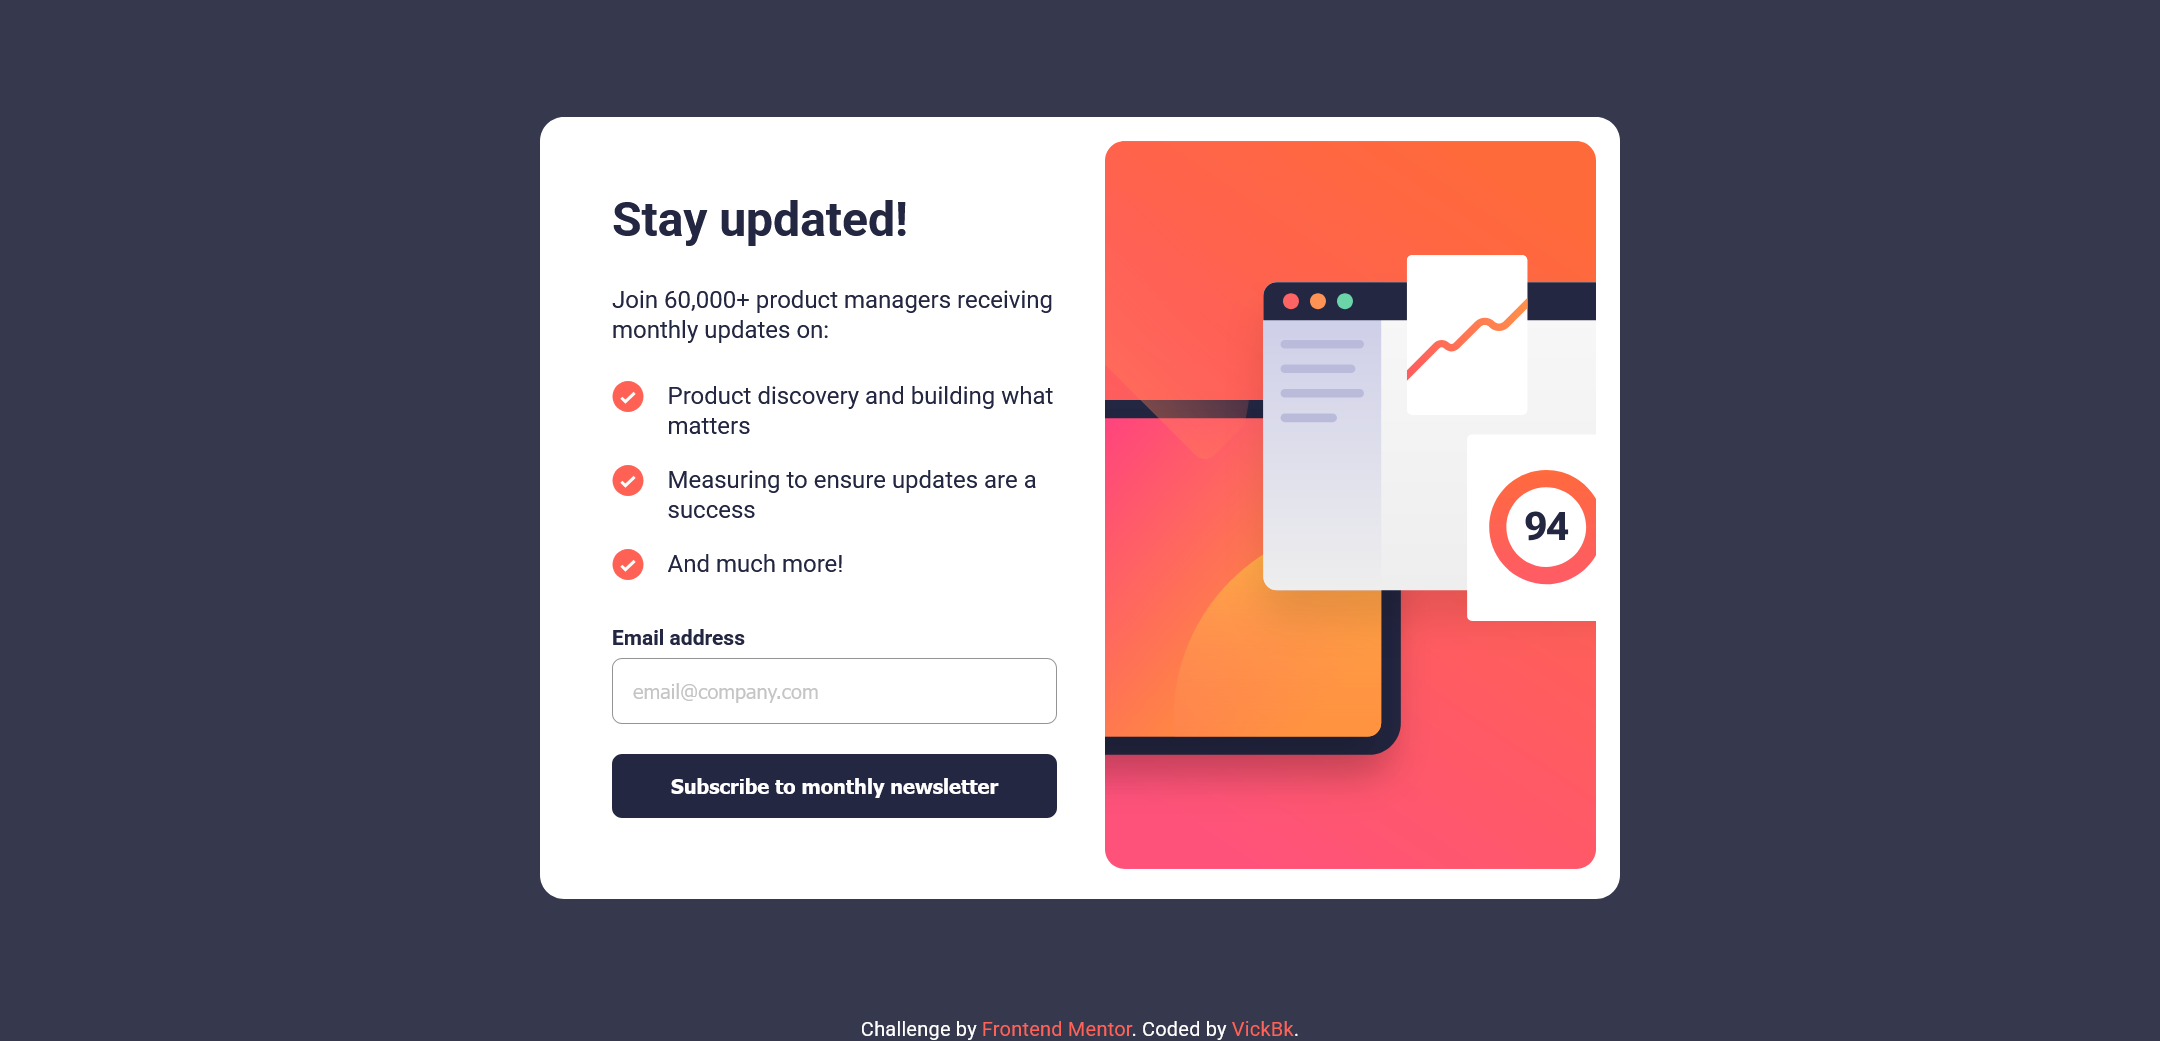 Stay updated!
Join 60,000+ product managers receiving
monthly updates on:
Product discovery and building what
matters
Measuring to ensure updates are a
success
And much more!
Email address
email@company.com
Subscribe to monthly newsletter
94
Challenge by Frontend Mentor. Coded by VickBk.